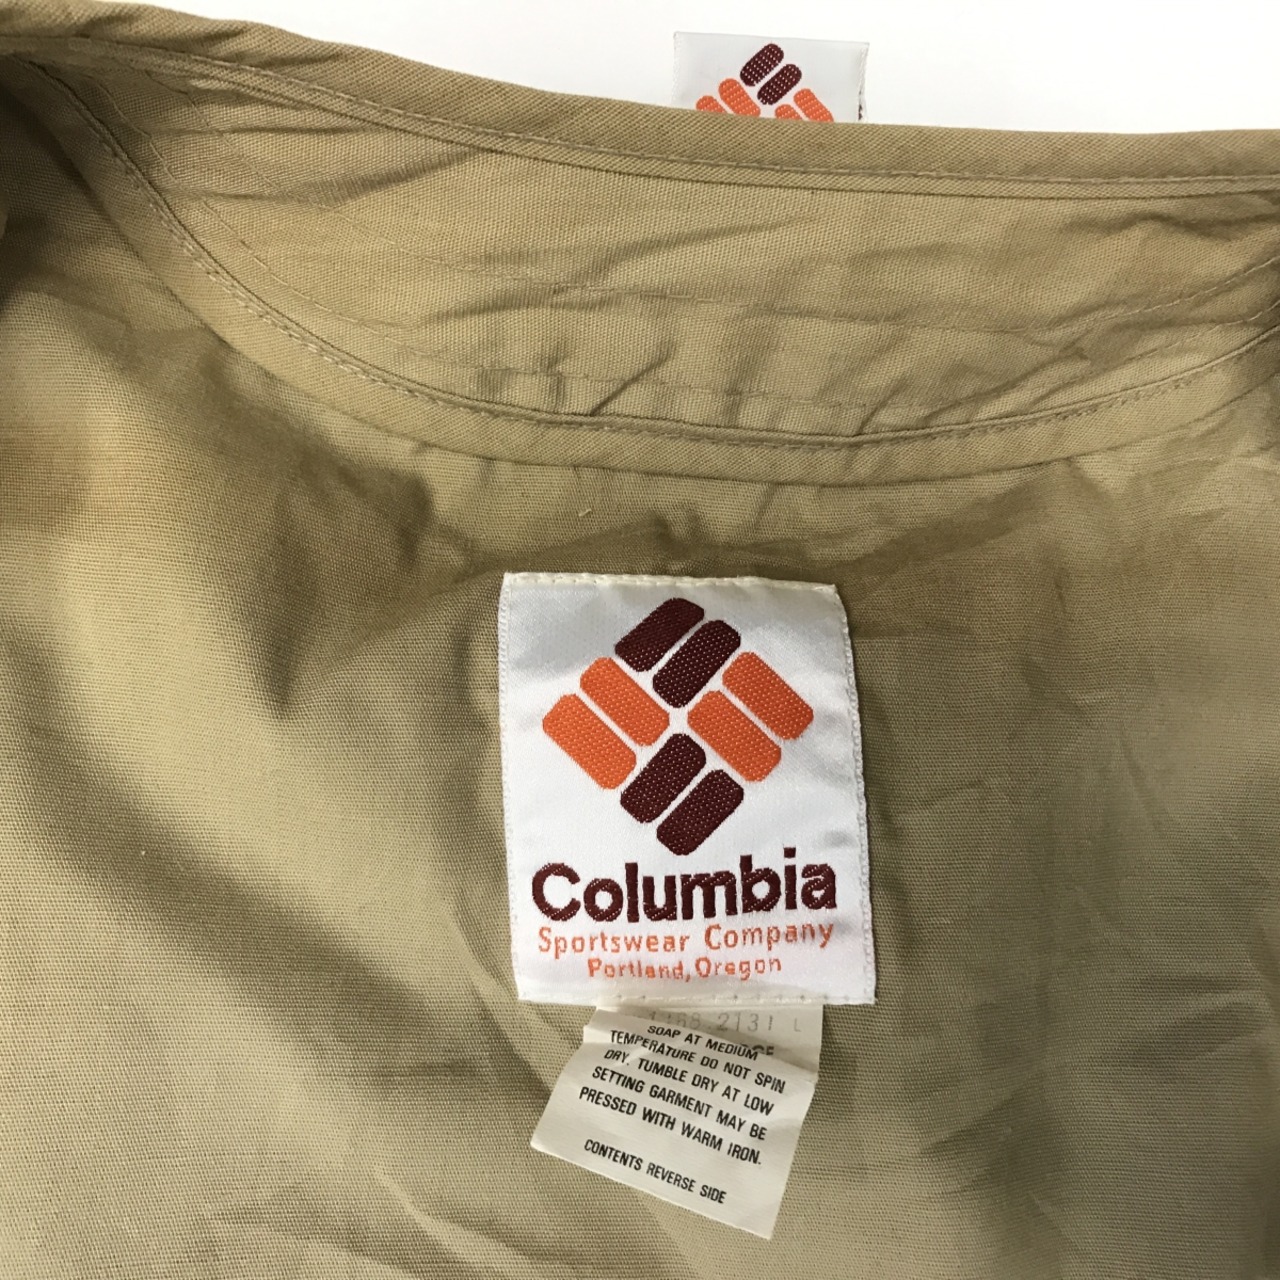 Columbia
Sportswear Company
Portland, Oregon
2131 L
SOAP AT MEDIUM
TEMPERATURE DO NOT SPIN
DRY. TUMBLE DRY AT LOW
SETTING GARMENT MAY BE
PRESSED WITH WARM IRON.
CONTENTS REVERSE SIDE